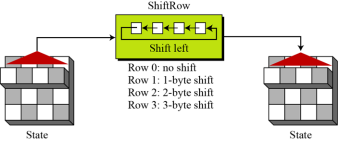 ShiftRow
Shift left
Row 0: no shift
Row 1: 1-byte shift
Row 2: 2-byte shift
Row 3: 3-byte shift
State
State